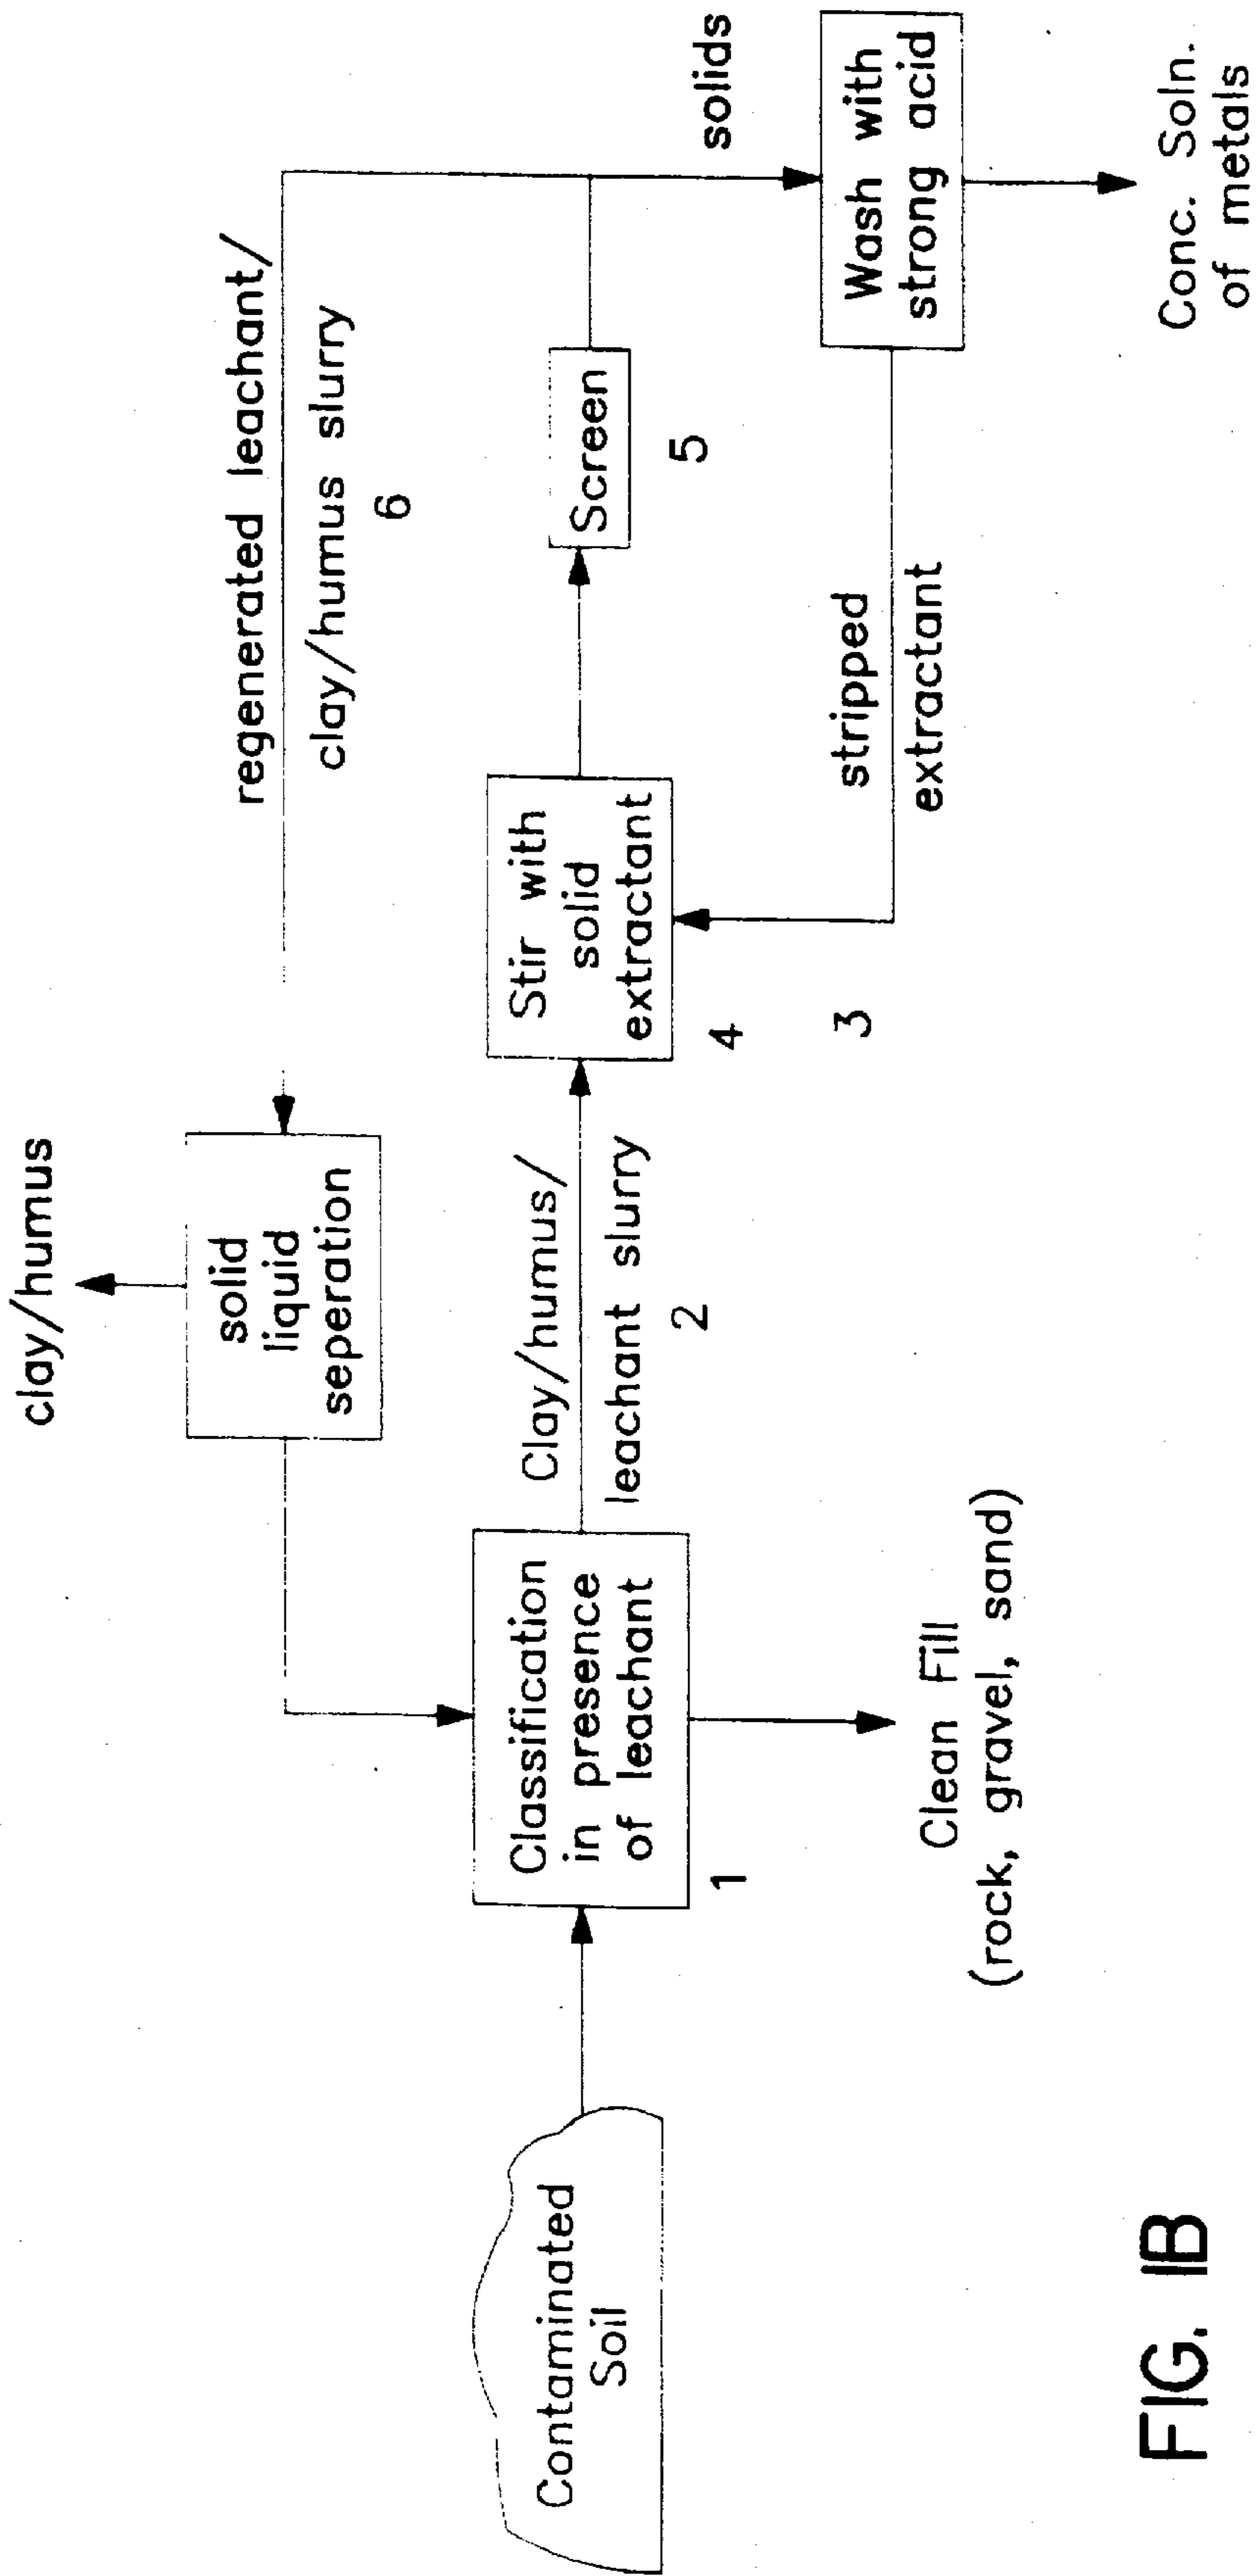 clay/humus
solid
liquid
seperation
regenerated leachant/
clay/humus slurry
6
Contaminated
Soil
Classification
in presence
of leachant
1
Clay/humus/
leachant slurry
2
Stir with
solid
extractant
4
3
Screen
5
solids
stripped
extractant
Wash with
strong acid
Clean Fill
(rock, gravel, sand)
Conc. Soln.
of metals
FIG. 1B